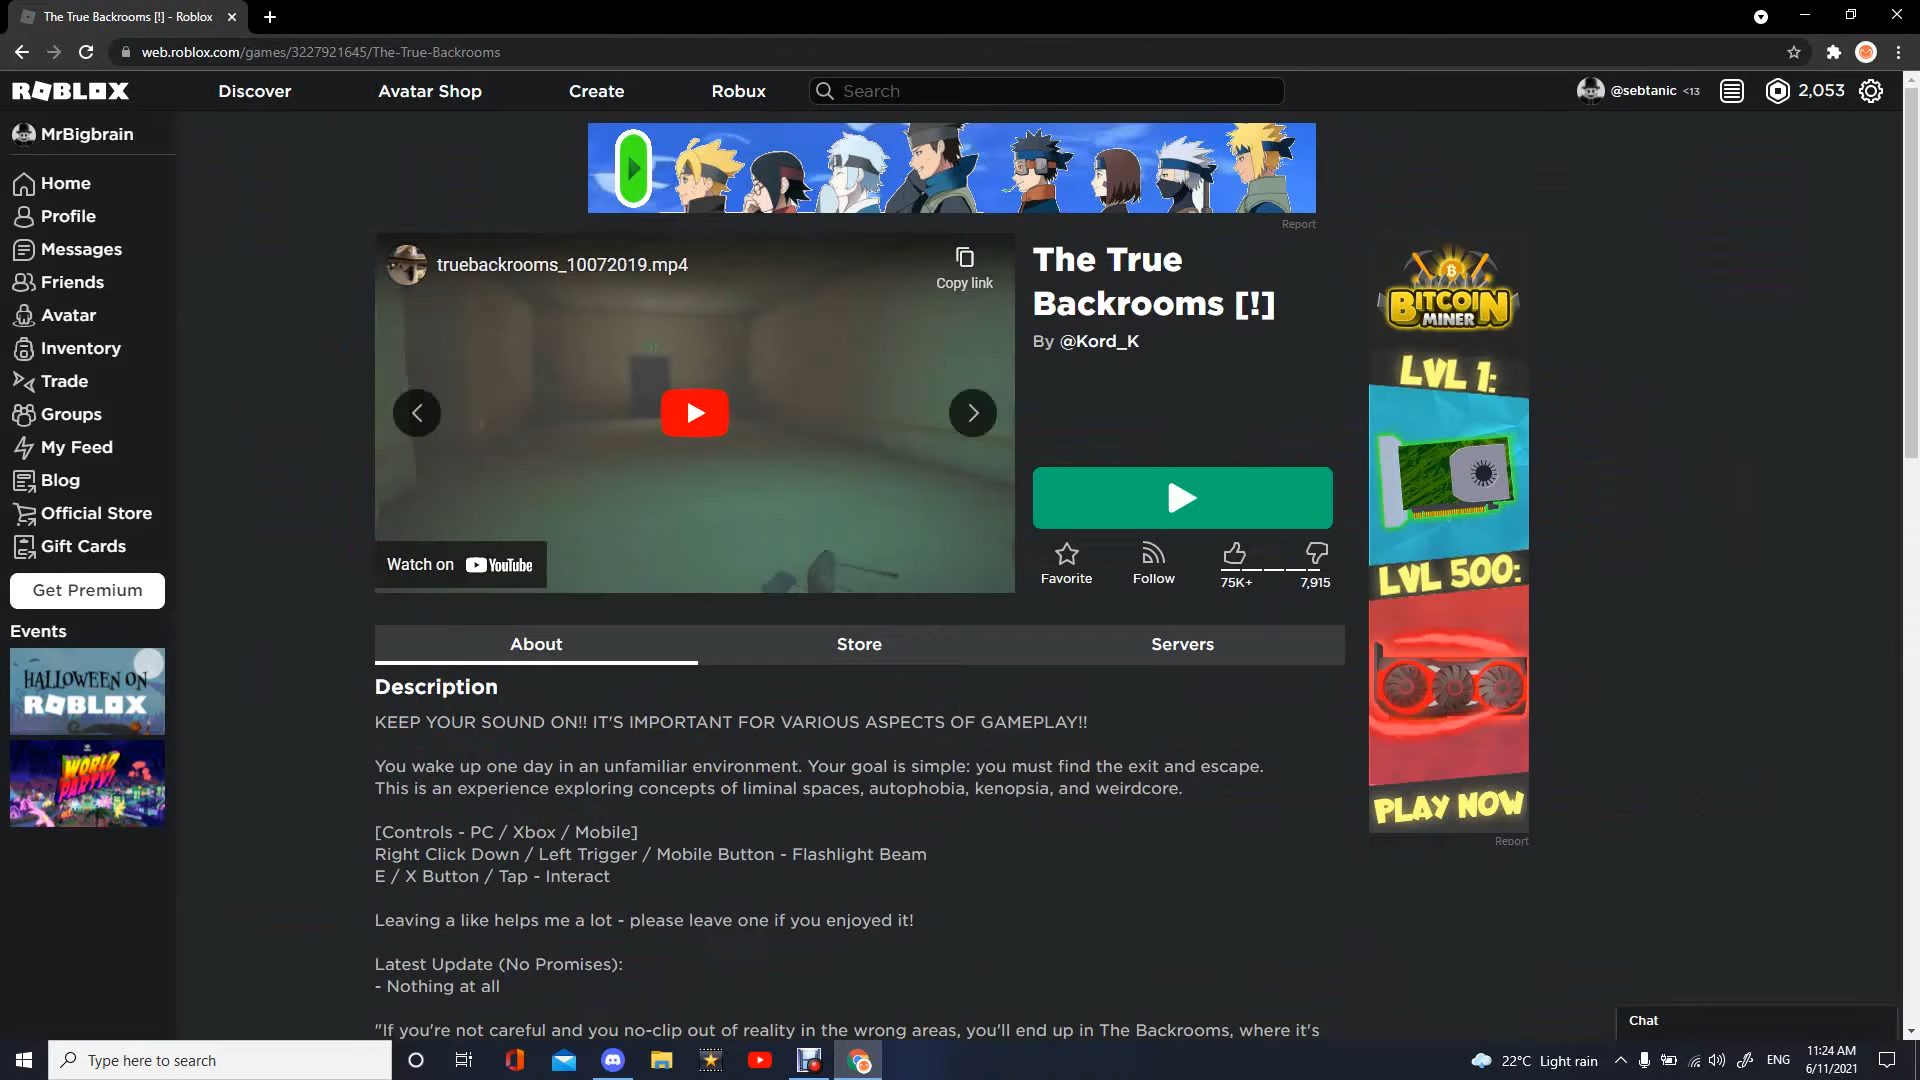 The True Backrooms [!] - Roblox
web.roblox.com/games/3227921645/The-True-Backrooms
ROBLOX
Discover
Avatar Shop
Create
Robux
Search
@sebtanic <13
2,053
MrBigbrain
Home
Profile
Messages
Friends
Avatar
Inventory
Trade
Groups
My Feed
Blog
Official Store
Gift Cards
Get Premium
Events
HALLOWEEN ON
ROBLOX
WORLD
PARTY!
Report
truebackrooms_10072019.mp4
Copy link
Watch on YouTube
The True
Backrooms [!]
By @Kord_K
Favorite
Follow
75K+
7,915
BITCOIN
MINER
LVL 1:
LVL 500:
PLAY NOW
Report
About
Store
Servers
Description
KEEP YOUR SOUND ON!! IT'S IMPORTANT FOR VARIOUS ASPECTS OF GAMEPLAY!!
You wake up one day in an unfamiliar environment. Your goal is simple: you must find the exit and escape.
This is an experience exploring concepts of liminal spaces, autophobia, kenopsia, and weirdcore.
[Controls - PC / Xbox / Mobile]
Right Click Down / Left Trigger / Mobile Button - Flashlight Beam
E / X Button / Tap - Interact
Leaving a like helps me a lot - please leave one if you enjoyed it!
Latest Update (No Promises):
- Nothing at all
"If you're not careful and you no-clip out of reality in the wrong areas, you'll end up in The Backrooms, where it's
Chat
Type here to search
22°C Light rain
ENG
11:24 AM
6/11/2021